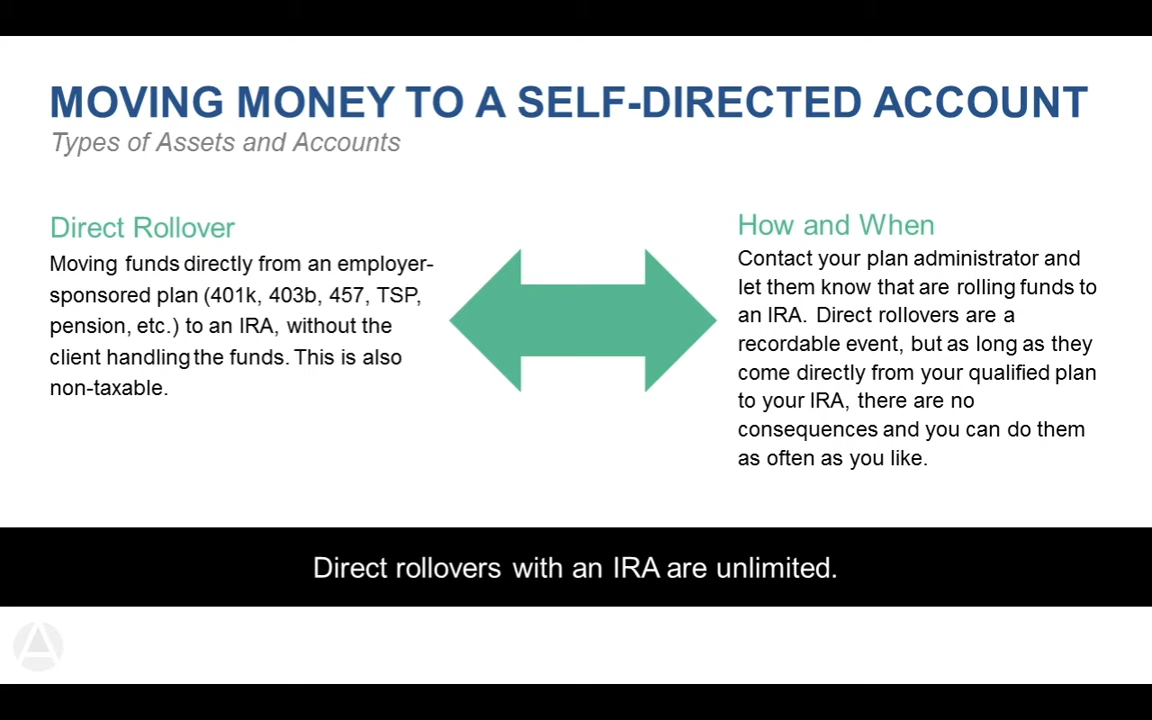 MOVING MONEY TO A SELF-DIRECTED ACCOUNT
Types of Assets and Accounts
Direct Rollover
Moving funds directly from an employer-
sponsored plan (401k, 403b, 457, TSP,
pension, etc.) to an IRA, without the
client handling the funds. This is also
non-taxable.
How and When
Contact your plan administrator and
let them know that are rolling funds to
an IRA. Direct rollovers are a
recordable event, but as long as they
come directly from your qualified plan
to your IRA, there are no
consequences and you can do them
as often as you like.
Direct rollovers with an IRA are unlimited.